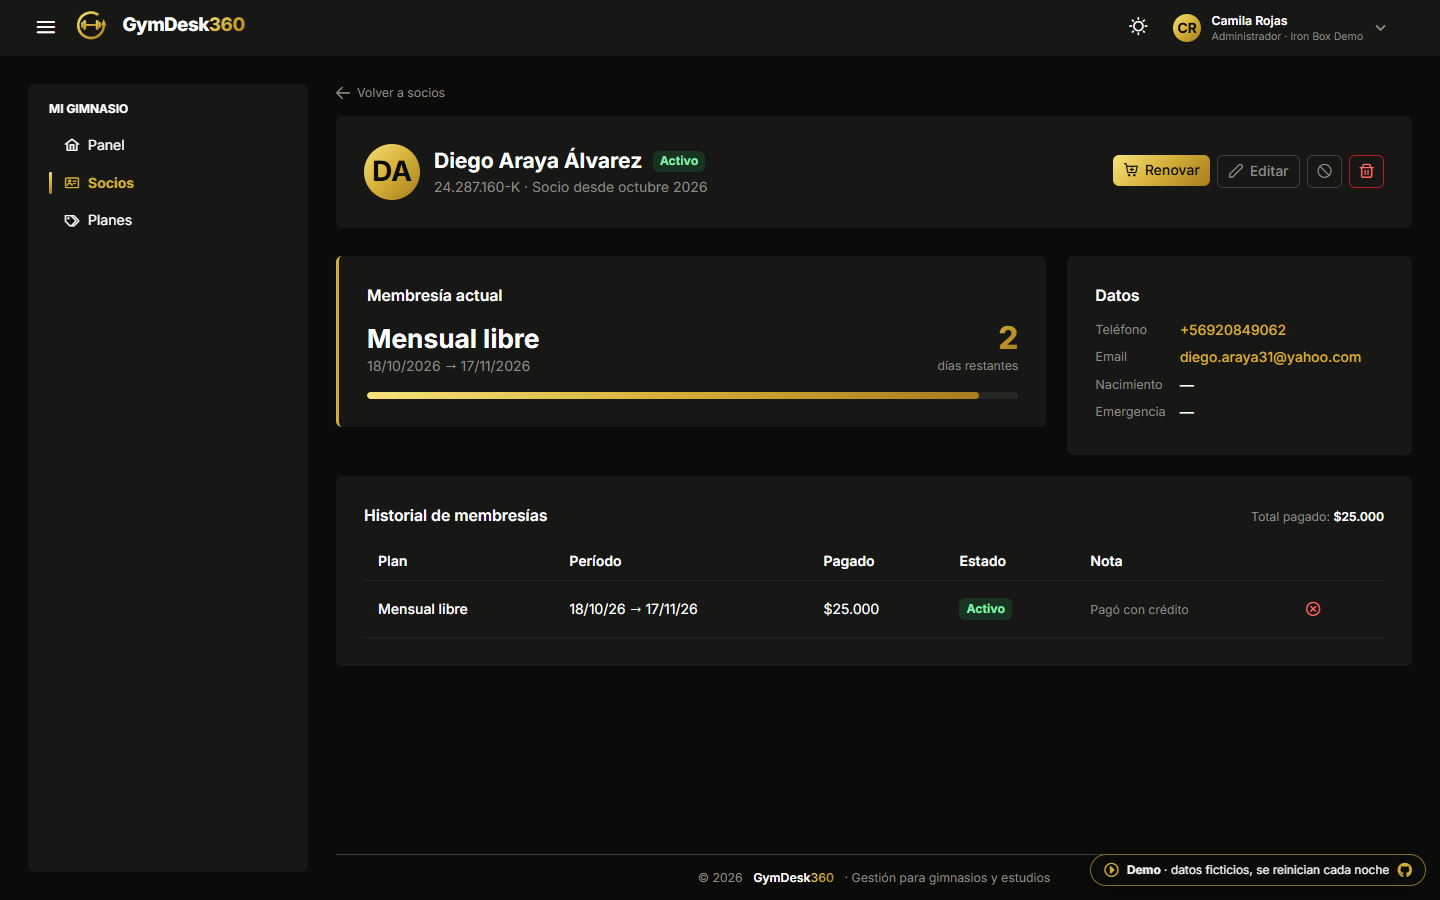 GymDesk360
Camila Rojas
CR
Administrador · Iron Box Demo
MI GIMNASIO
Panel
Socios
Planes
Volver a socios
DA
Diego Araya Álvarez
Activo
24.287.160-K · Socio desde octubre 2026
Renovar
Editar
Membresía actual
Mensual libre
18/10/2026 → 17/11/2026
2
días restantes
Datos
Teléfono +56920849062
Email diego.araya31@yahoo.com
Nacimiento —
Emergencia —
Historial de membresías
Total pagado: $25.000
Plan Período Pagado Estado Nota
Mensual libre 18/10/26 → 17/11/26 $25.000 Activo Pagó con crédito
© 2026 GymDesk360 · Gestión para gimnasios y estudios
Demo · datos ficticios, se reinician cada noche